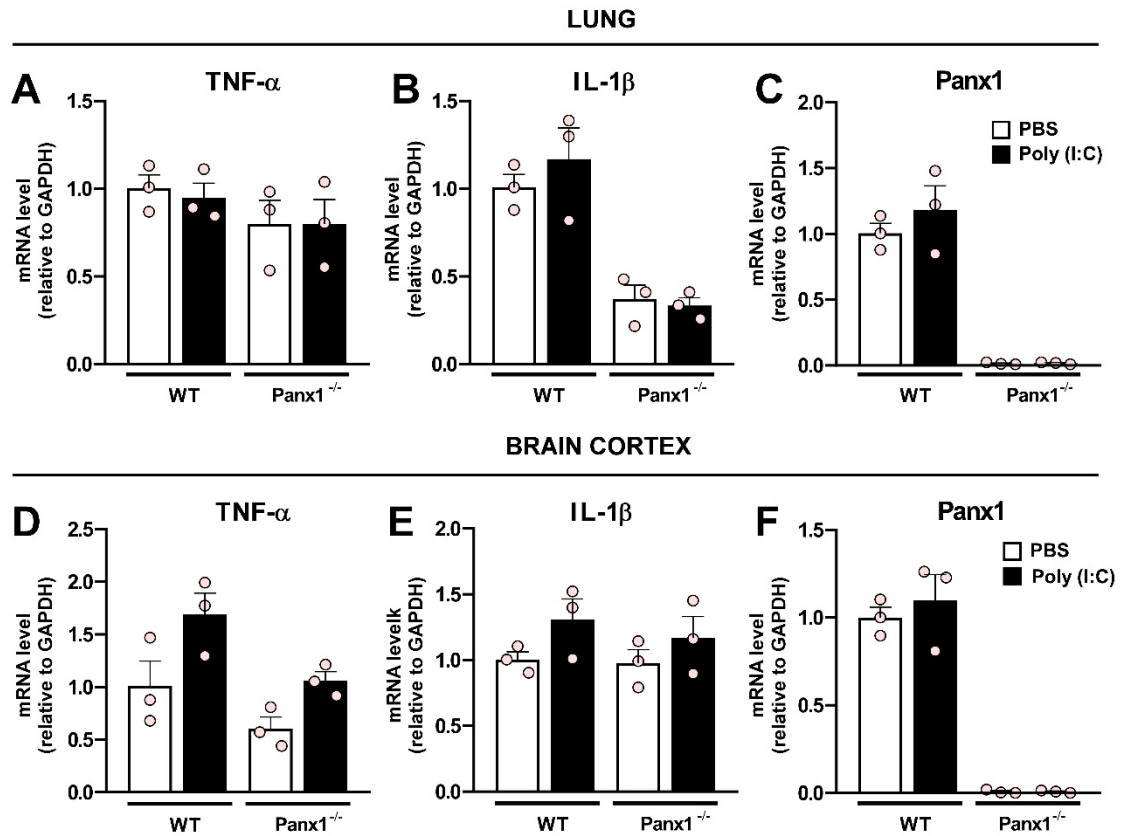 LUNG
A
TNF-α
mRNA level
(relative to GAPDH)
1.5
1.0
0.5
0.0
WT
Panx1 -/-
B
IL-1β
mRNA level
(relative to GAPDH)
1.5
1.0
0.5
0.0
WT
Panx1 -/-
C
Panx1
mRNA level
(relative to GAPDH)
2.0
1.5
1.0
0.5
0.0
PBS
Poly (I:C)
WT
Panx1 -/-
BRAIN CORTEX
D
TNF-α
mRNA level
(relative to GAPDH)
2.5
2.0
1.5
1.0
0.5
0.0
WT
Panx1 -/-
E
IL-1β
mRNA levelk
(relative to GAPDH)
2.0
1.5
1.0
0.5
0.0
WT
Panx1 -/-
F
Panx1
mRNA level
(relative to GAPDH)
1.5
1.0
0.5
0.0
PBS
Poly (I:C)
WT
Panx1 -/-